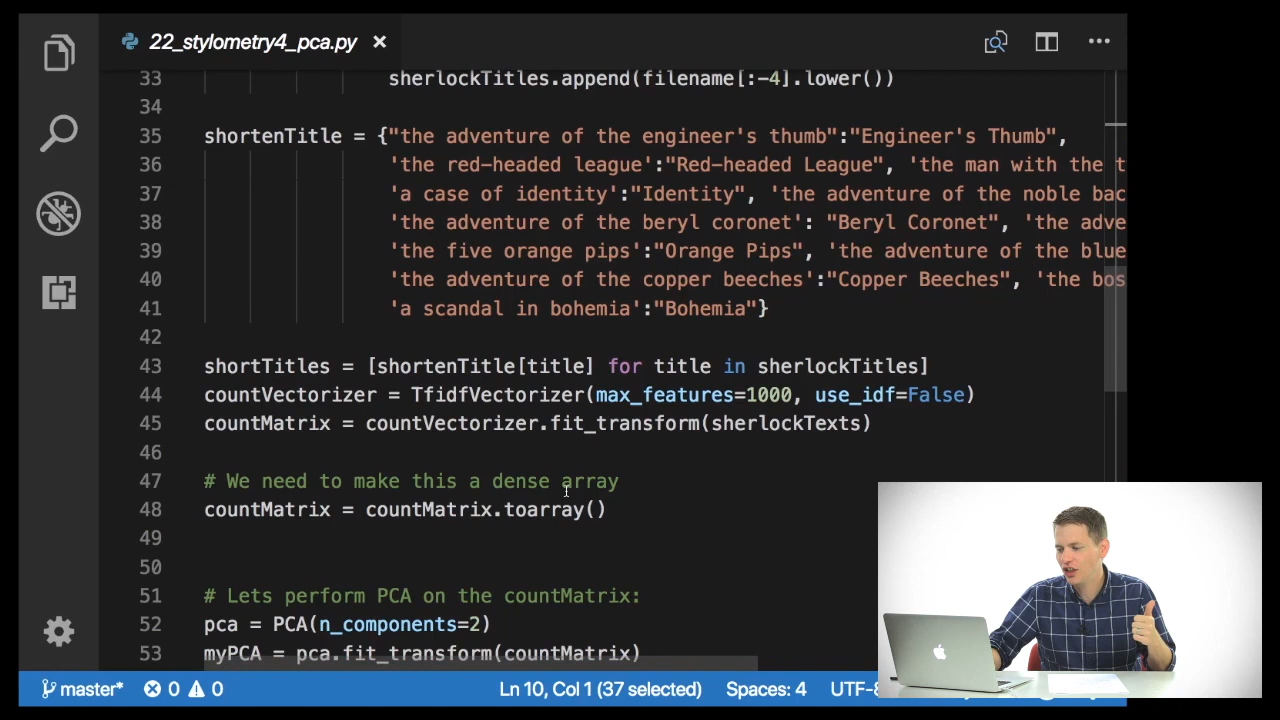 22_stylometry4_pca.py ×
33 sherlockTitles.append(filename[:-4].lower())
34
35 shortenTitle = {"the adventure of the engineer's thumb":"Engineer's Thumb",
36 'the red-headed league':"Red-headed League", 'the man with the t
37 'a case of identity':"Identity", 'the adventure of the noble bac
38 'the adventure of the beryl coronet': "Beryl Coronet", 'the adve
39 'the five orange pips':"Orange Pips", 'the adventure of the blue
40 'the adventure of the copper beeches':"Copper Beeches", 'the bos
41 'a scandal in bohemia':"Bohemia"}
42
43 shortTitles = [shortenTitle[title] for title in sherlockTitles]
44 countVectorizer = TfidfVectorizer(max_features=1000, use_idf=False)
45 countMatrix = countVectorizer.fit_transform(sherlockTexts)
46
47 # We need to make this a dense array
48 countMatrix = countMatrix.toarray()
49
50
51 # Lets perform PCA on the countMatrix:
52 pca = PCA(n_components=2)
53 myPCA = pca.fit_transform(countMatrix)
master* 0 0 Ln 10, Col 1 (37 selected) Spaces: 4 UTF-8